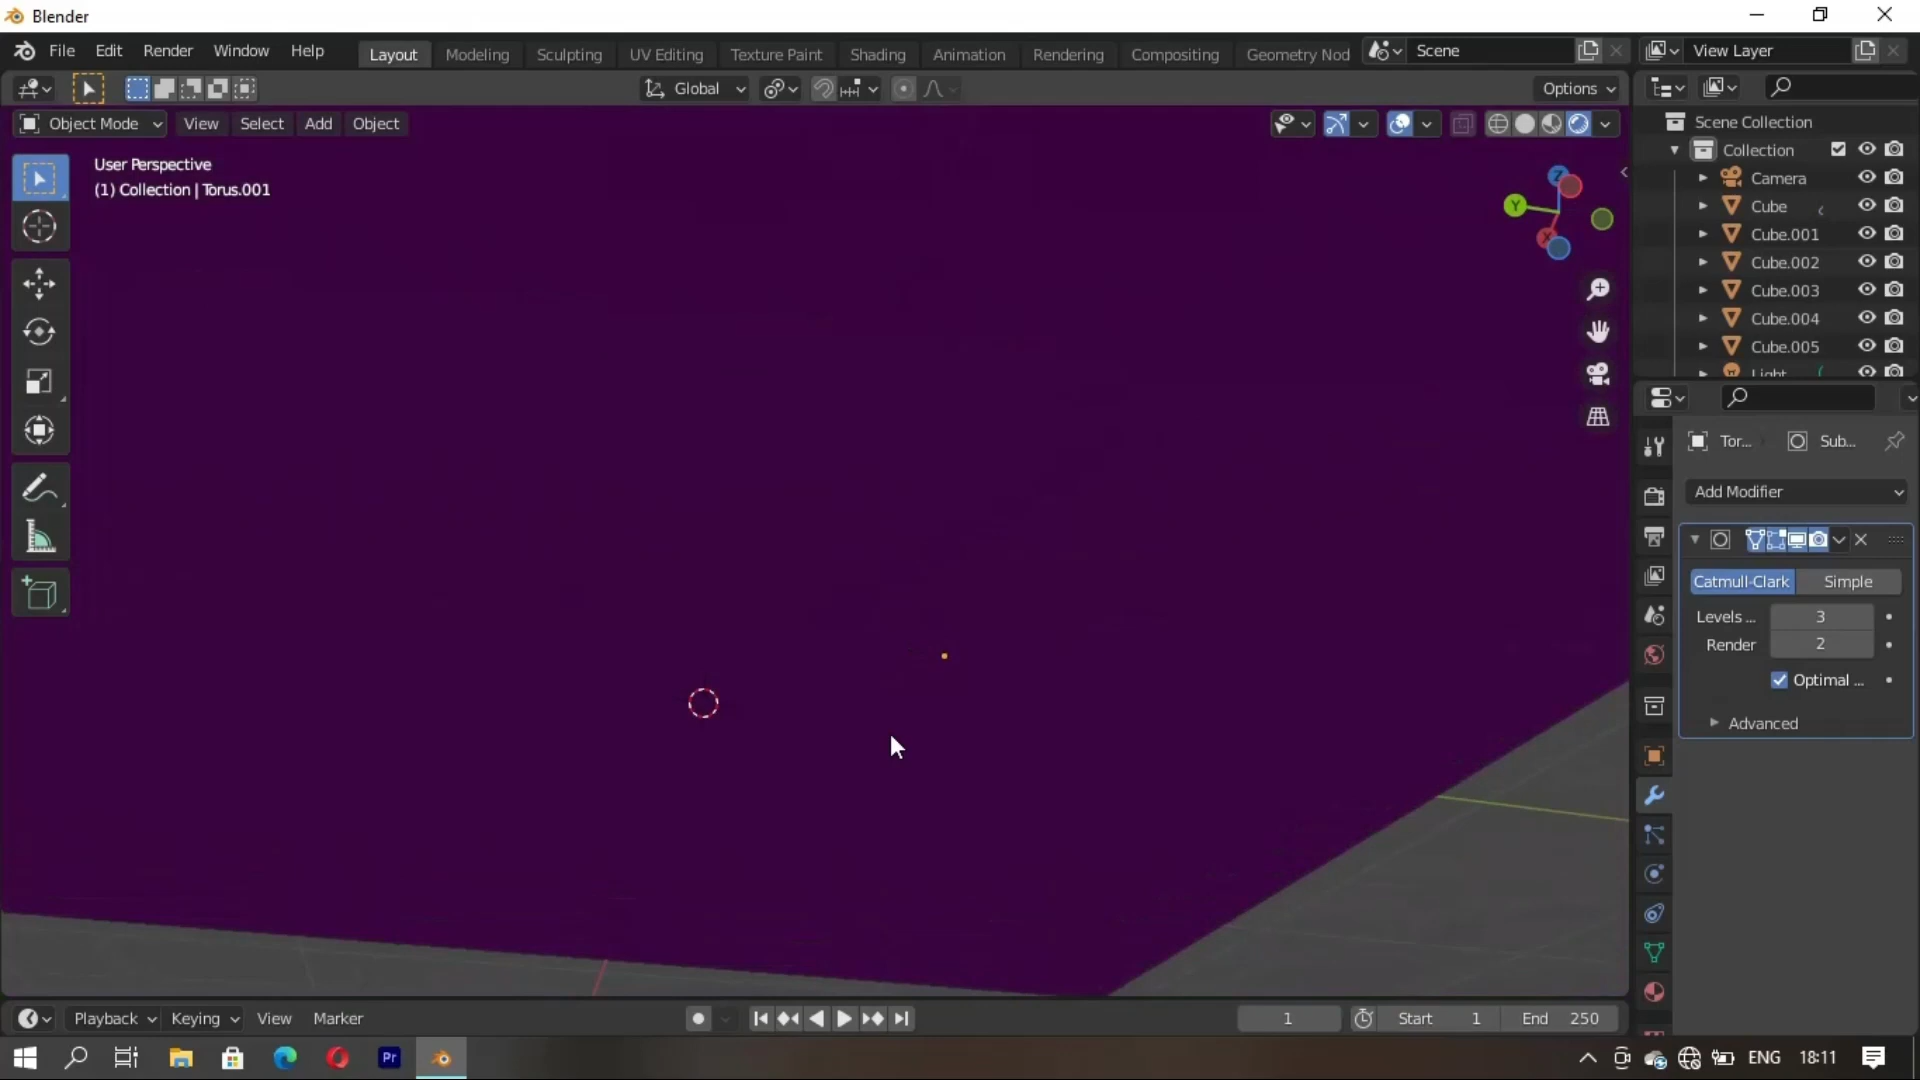 Blender
File Edit Render Window Help
Layout Modeling Sculpting UV Editing Texture Paint Shading Animation Rendering Compositing Geometry Nod
Scene
View Layer
Global
Options
Object Mode View Select Add Object
User Perspective
(1) Collection | Torus.001
Z
Y
X
Scene Collection
Collection
Camera
Cube
Cube.001
Cube.002
Cube.003
Cube.004
Cube.005
Light
Tor... Sub...
Add Modifier
Catmull-Clark Simple
Levels ... 3
Render 2
Optimal ...
Advanced
Playback Keying View Marker
1 Start 1 End 250
Pr
ENG 18:11